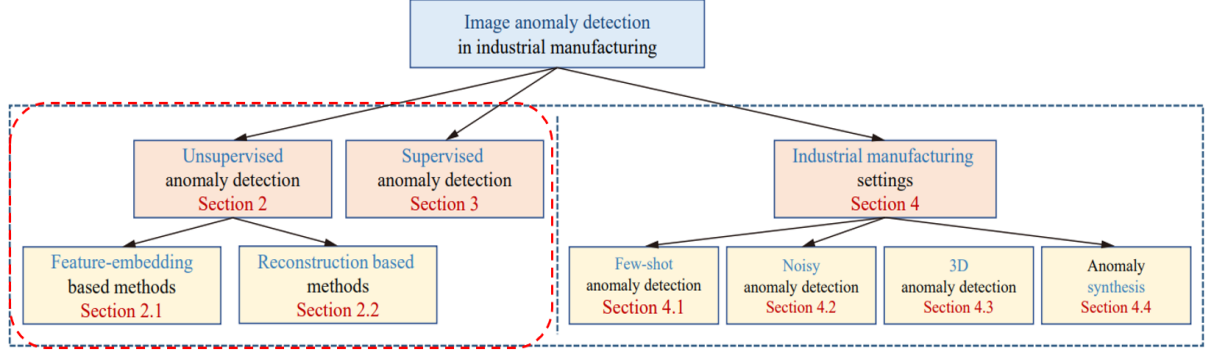 Image anomaly detection
in industrial manufacturing
Unsupervised
anomaly detection
Section 2
Supervised
anomaly detection
Section 3
Industrial manufacturing
settings
Section 4
Feature-embedding
based methods
Section 2.1
Reconstruction based
methods
Section 2.2
Few-shot
anomaly detection
Section 4.1
Noisy
anomaly detection
Section 4.2
3D
anomaly detection
Section 4.3
Anomaly
synthesis
Section 4.4